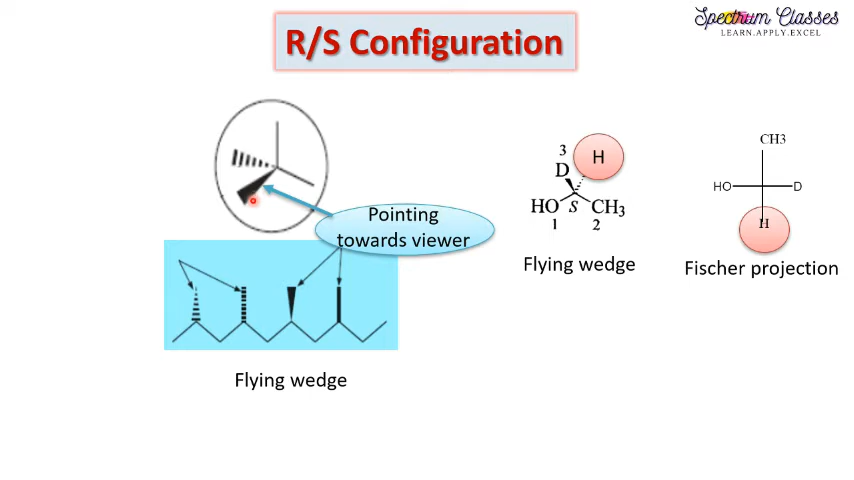 Spectrum Classes
LEARN.APPLY.EXCEL
R/S Configuration
Pointing
towards viewer
Flying wedge
3
H
D
HO S CH3
1 2
Flying wedge
CH3
HO D
H
Fischer projection